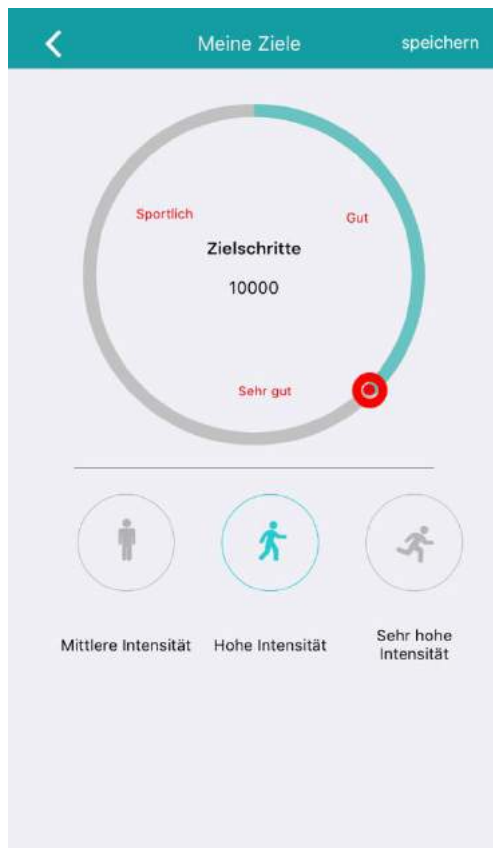 Meine Ziele
speichern
Sportlich
Gut
Zielschritte
10000
Sehr gut
Mittlere Intensität
Hohe Intensität
Sehr hohe
Intensität